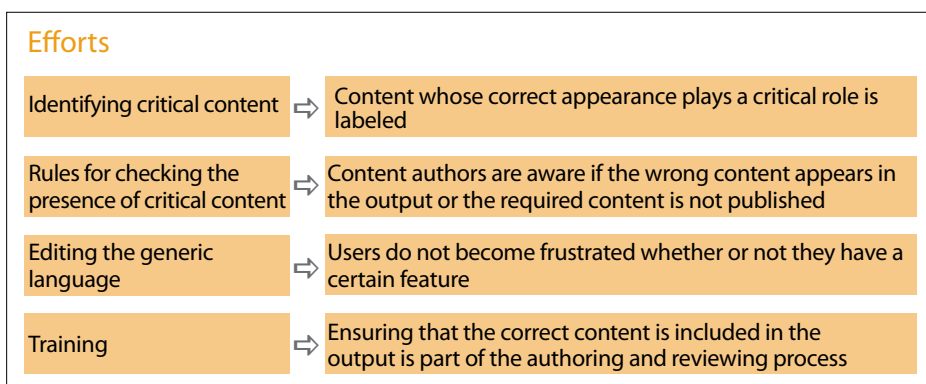 Efforts
Identifying critical content
Content whose correct appearance plays a critical role is
labeled
Rules for checking the
presence of critical content
Content authors are aware if the wrong content appears in
the output or the required content is not published
Editing the generic
language
Users do not become frustrated whether or not they have a
certain feature
Training
Ensuring that the correct content is included in the
output is part of the authoring and reviewing process